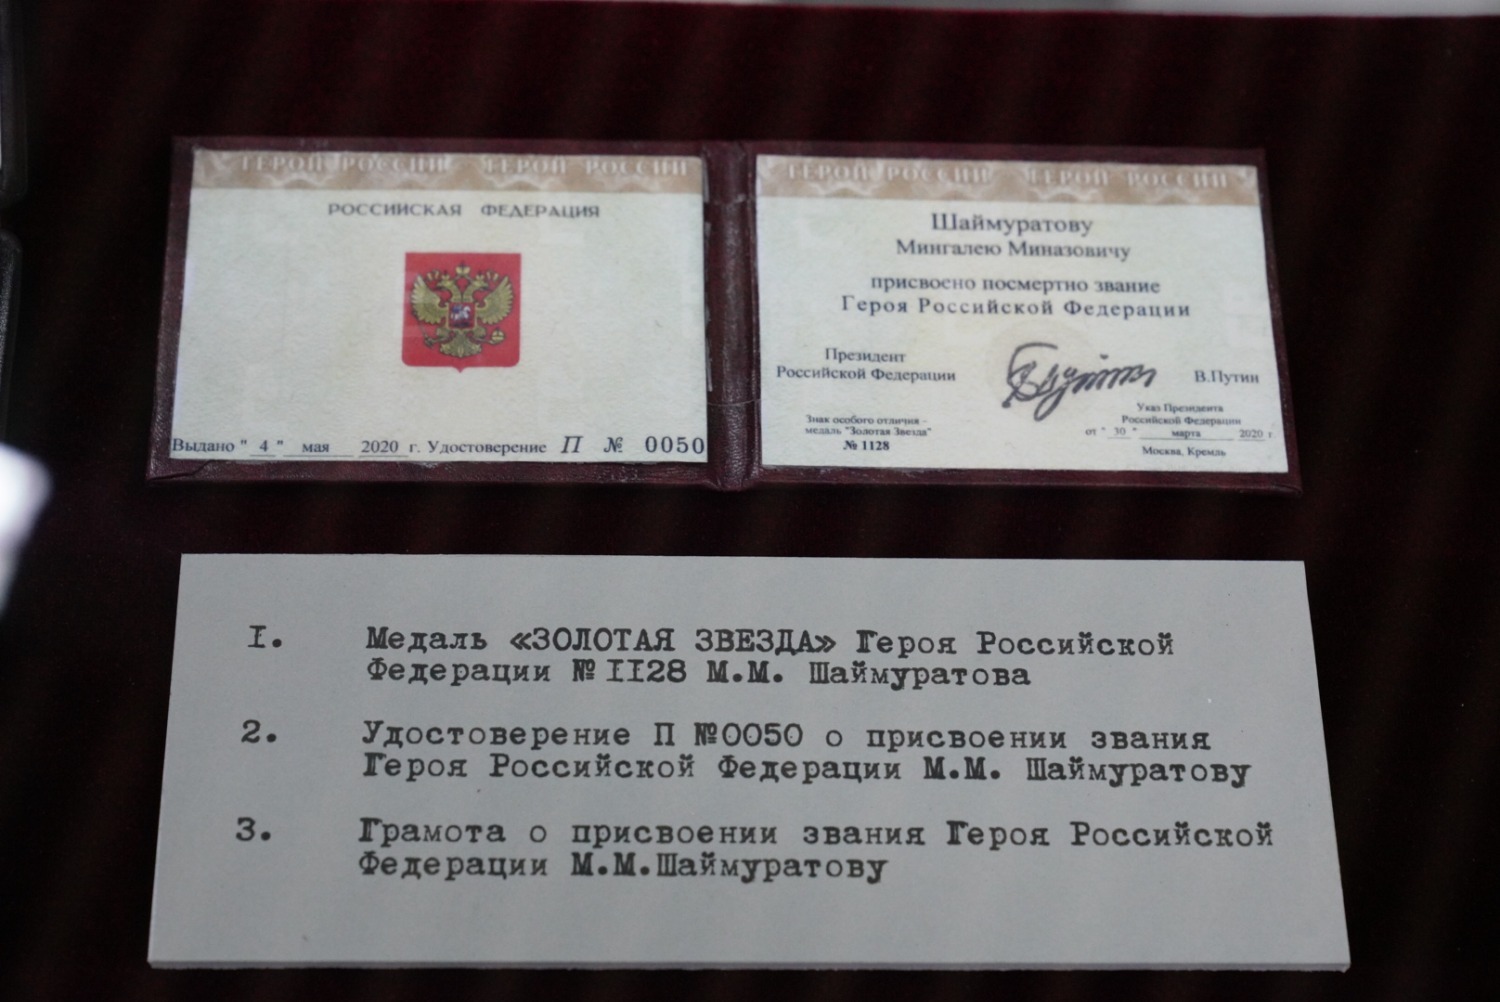 ГЕРОЙ РОССИИ ГЕРОЙ РОССИИ
РОССИЙСКАЯ ФЕДЕРАЦИЯ
Выдано " 4 " мая 2020 г. Удостоверение П № 0050
ГЕРОЙ РОССИИ ГЕРОЙ РОССИИ
Шаймуратову
Мингалею Миназовичу
присвоено посмертно звание
Героя Российской Федерации
Президент
Российской Федерации
В.Путин
Знак особого отличия –
медаль "Золотая Звезда"
№ 1128
Указ Президента
Российской Федерации
от " 30 " марта 2020 г
Москва, Кремль
I. Медаль «ЗОЛОТАЯ ЗВЕЗДА» Героя Российской
Федерации №II28 М.М. Шаймуратова
2. Удостоверение П №0050 о присвоении звания
Героя Российской Федерации М.М. Шаймуратову
3. Грамота о присвоении звания Героя Российской
Федерации М.М.Шаймуратову